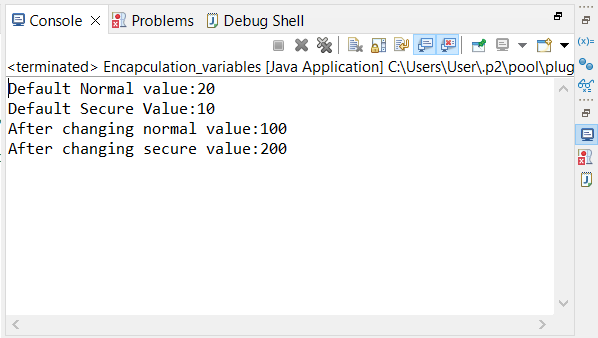 Console Problems Debug Shell
<terminated> Encapculation_variables [Java Application] C:\Users\User\.p2\pool\plug
Default Normal value:20
Default Secure Value:10
After changing normal value:100
After changing secure value:200